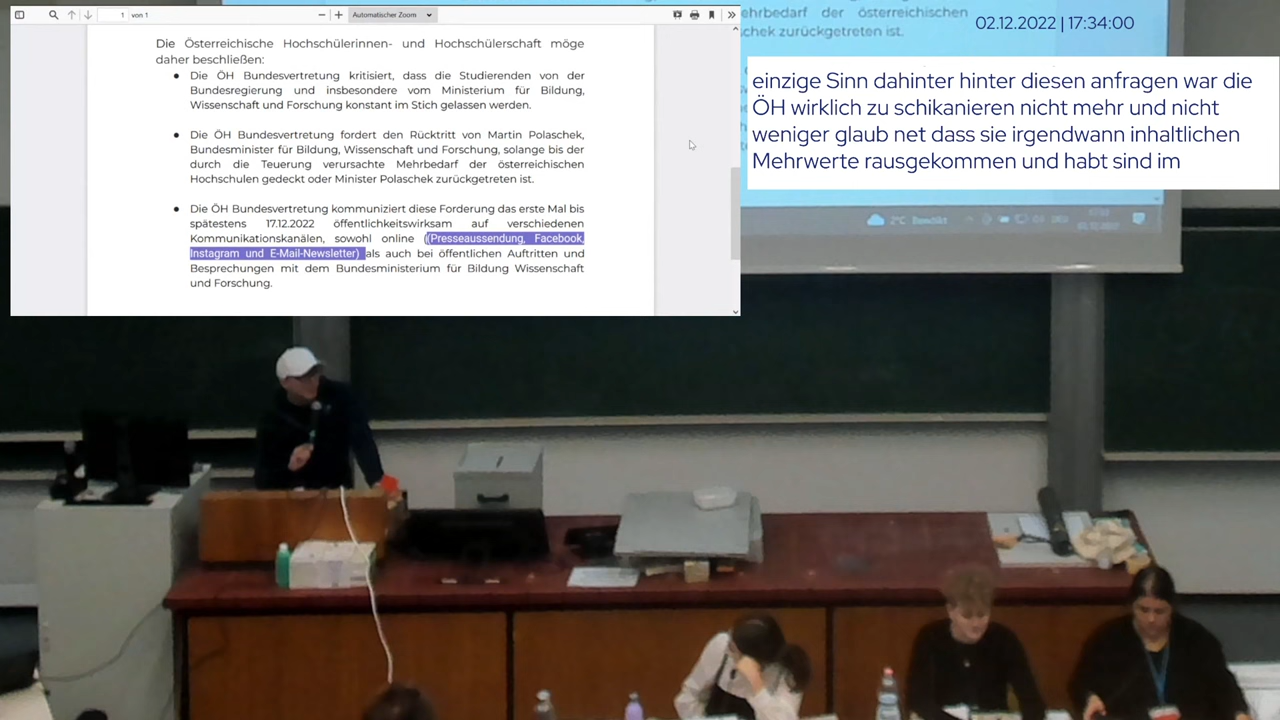 1 von 1
Automatischer Zoom
Die Österreichische Hochschülerinnen- und Hochschülerschaft möge
daher beschließen:
● Die ÖH Bundesvertretung kritisiert, dass die Studierenden von der
Bundesregierung und insbesondere vom Ministerium für Bildung,
Wissenschaft und Forschung konstant im Stich gelassen werden.
● Die ÖH Bundesvertretung fordert den Rücktritt von Martin Polaschek,
Bundesminister für Bildung, Wissenschaft und Forschung, solange bis der
durch die Teuerung verursachte Mehrbedarf der österreichischen
Hochschulen gedeckt oder Minister Polaschek zurückgetreten ist.
● Die ÖH Bundesvertretung kommuniziert diese Forderung das erste Mal bis
spätestens 17.12.2022 öffentlichkeitswirksam auf verschiedenen
Kommunikationskanälen, sowohl online ((Presseaussendung, Facebook,
Instagram und E-Mail-Newsletter) als auch bei öffentlichen Auftritten und
Besprechungen mit dem Bundesministerium für Bildung Wissenschaft
und Forschung.
ehrbedarf der österreichischen
schek zurückgetreten ist.
02.12.2022 | 17:34:00
einzige Sinn dahinter hinter diesen anfragen war die
ÖH wirklich zu schikanieren nicht mehr und nicht
weniger glaub net dass sie irgendwann inhaltlichen
Mehrwerte rausgekommen und habt sind im
2°C Bewölkt